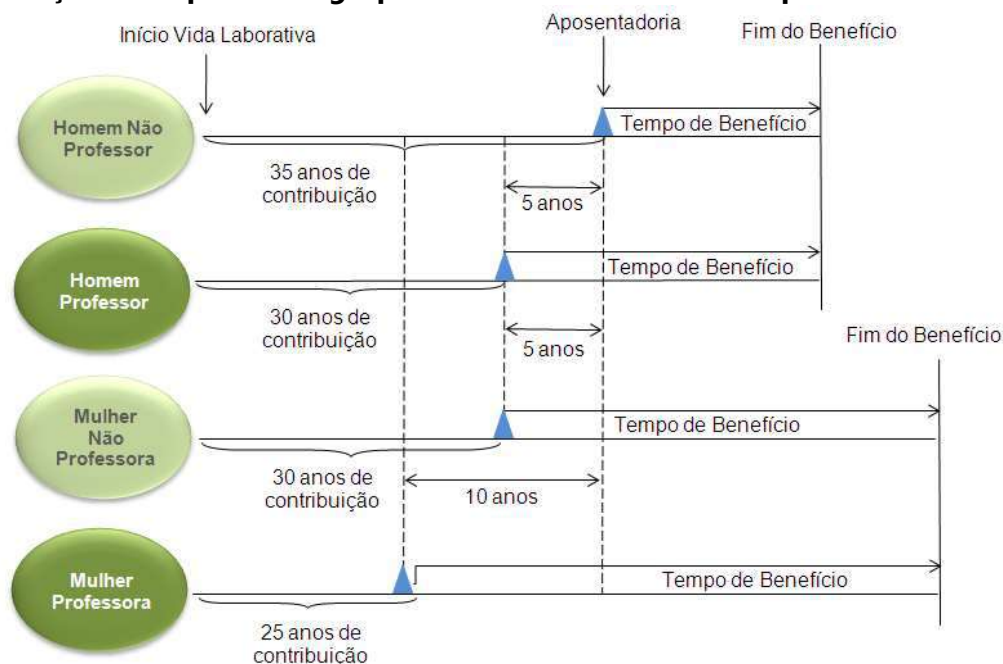 Início Vida Laborativa
Aposentadoria
Fim do Benefício
Homem Não
Professor
Tempo de Benefício
35 anos de
contribuição
5 anos
Homem
Professor
Tempo de Benefício
30 anos de
contribuição
5 anos
Fim do Benefício
Mulher
Não
Professora
Tempo de Benefício
30 anos de
contribuição
10 anos
Mulher
Professora
Tempo de Benefício
25 anos de
contribuição